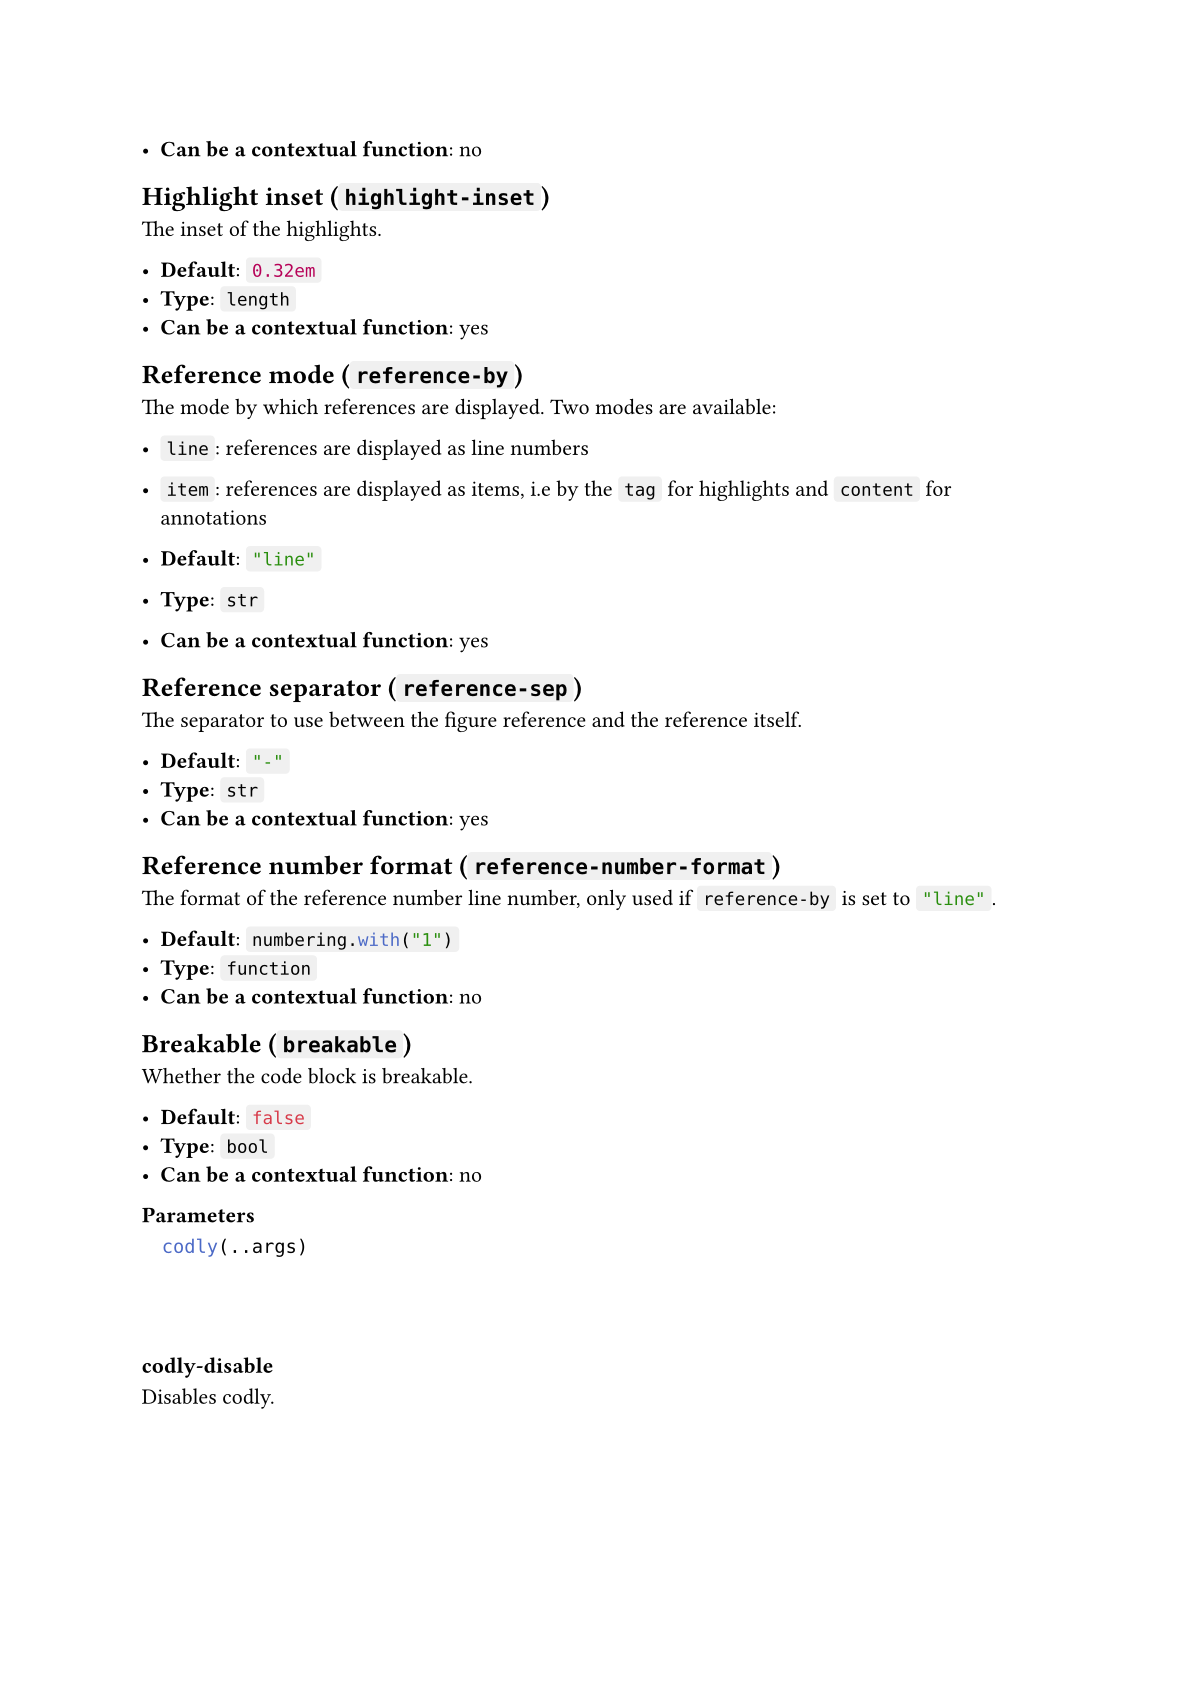 • Can be a contextual function: no
Highlight inset (highlight-inset)
The inset of the highlights.
• Default: 0.32em
• Type: length
• Can be a contextual function: yes
Reference mode (reference-by)
The mode by which references are displayed. Two modes are available:
• line: references are displayed as line numbers
• item: references are displayed as items, i.e by the tag for highlights and content for
annotations
• Default: "line"
• Type: str
• Can be a contextual function: yes
Reference separator (reference-sep)
The separator to use between the figure reference and the reference itself.
• Default: "-"
• Type: str
• Can be a contextual function: yes
Reference number format (reference-number-format)
The format of the reference number line number, only used if reference-by is set to "line".
• Default: numbering.with("1")
• Type: function
• Can be a contextual function: no
Breakable (breakable)
Whether the code block is breakable.
• Default: false
• Type: bool
• Can be a contextual function: no
Parameters
codly(..args)
codly-disable
Disables codly.